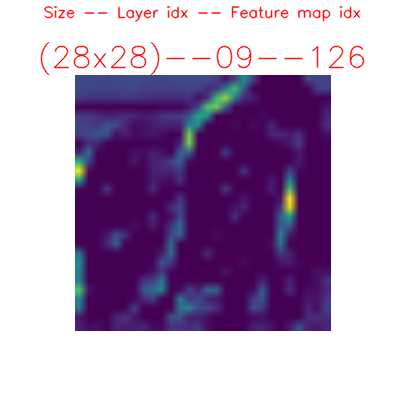 Size -- Layer idx -- Feature map idx
(28x28)--09--126